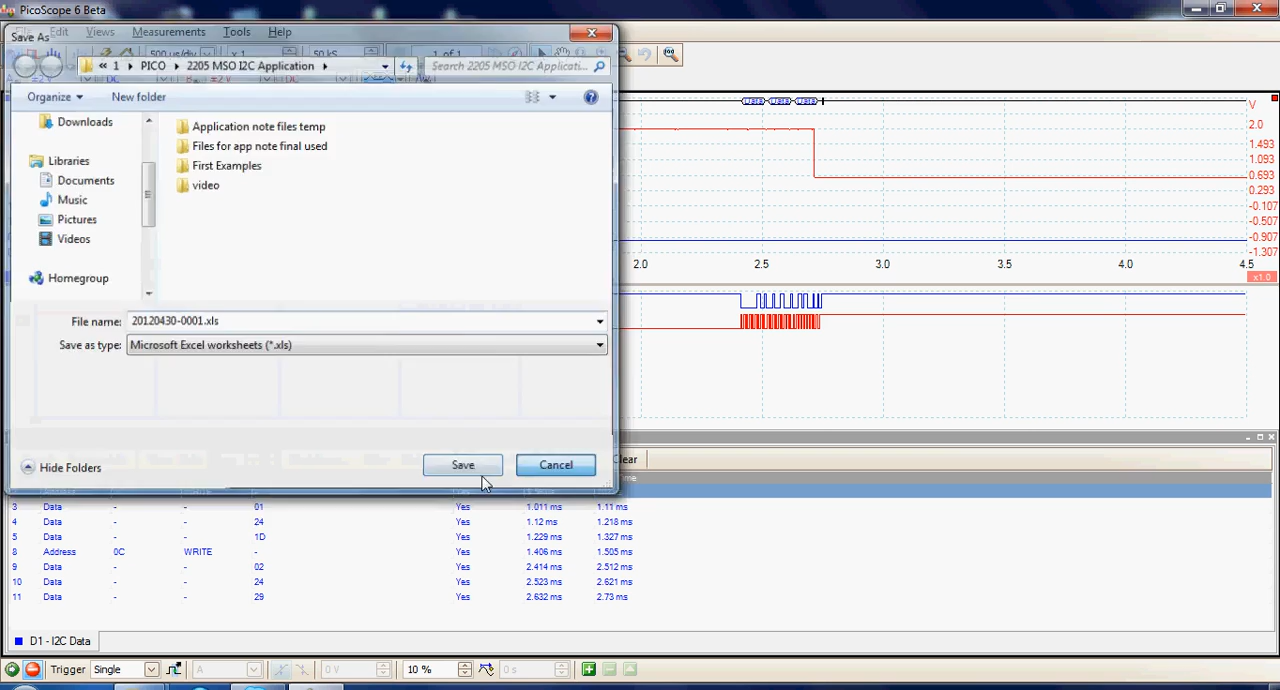 PicoScope 6 Beta
Save As Edit Views Measurements Tools Help
500 µs/div x 1 50 kS 1 of 1
« 1 PICO 2205 MSO I2C Application Search 2205 MSO I2C Applicati...
Organize New folder
Downloads
Libraries
Documents
Music
Pictures
Videos
Homegroup
Application note files temp
Files for app note final used
First Examples
video
File name: 20120430-0001.xls
Save as type: Microsoft Excel worksheets (*.xls)
Hide Folders Save Cancel
Data Data Data
V
2.0
1.493
1.093
0.693
0.293
-0.107
-0.507
-0.907
-1.307
2.0 2.5 3.0 3.5 4.0 4.5
x1.0
lear
me
3 Data - - 01 Yes 1.011 ms 1.11 ms
4 Data - - 24 Yes 1.12 ms 1.218 ms
5 Data - - 1D Yes 1.229 ms 1.327 ms
8 Address 0C WRITE - Yes 1.406 ms 1.505 ms
9 Data - - 02 Yes 2.414 ms 2.512 ms
10 Data - - 24 Yes 2.523 ms 2.621 ms
11 Data - - 29 Yes 2.632 ms 2.73 ms
D1 - I2C Data
Trigger Single A 0 V 10 % 0 s